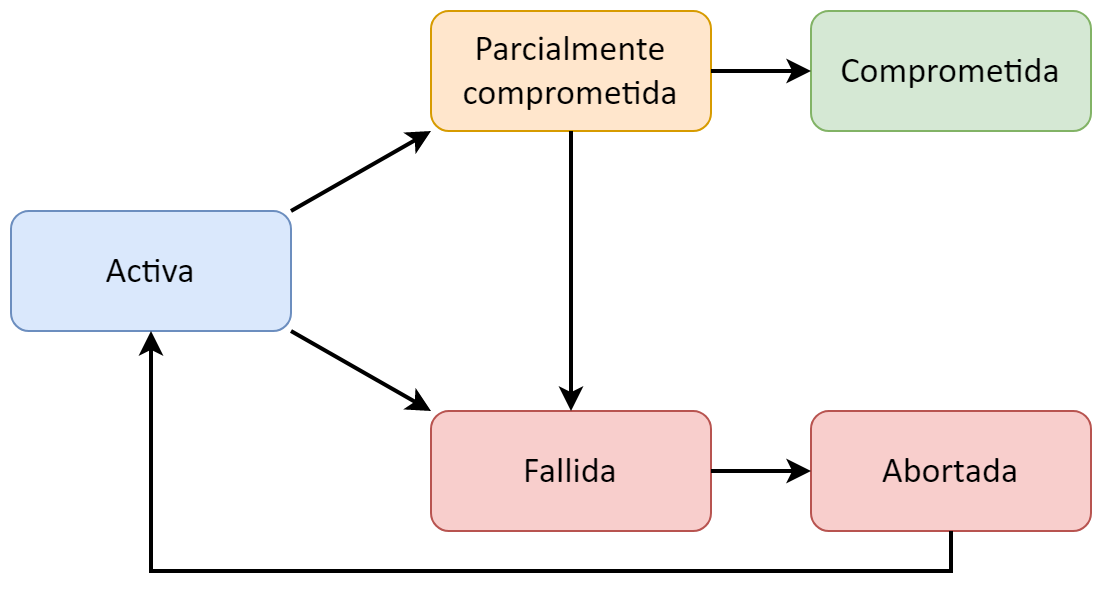 Parcialmente
comprometida
Comprometida
Activa
Fallida
Abortada